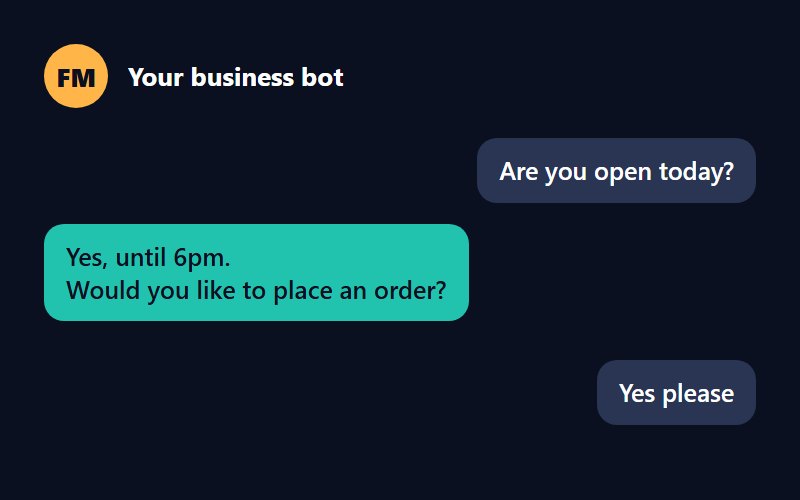 FM
Your business bot
Are you open today?
Yes, until 6pm.
Would you like to place an order?
Yes please